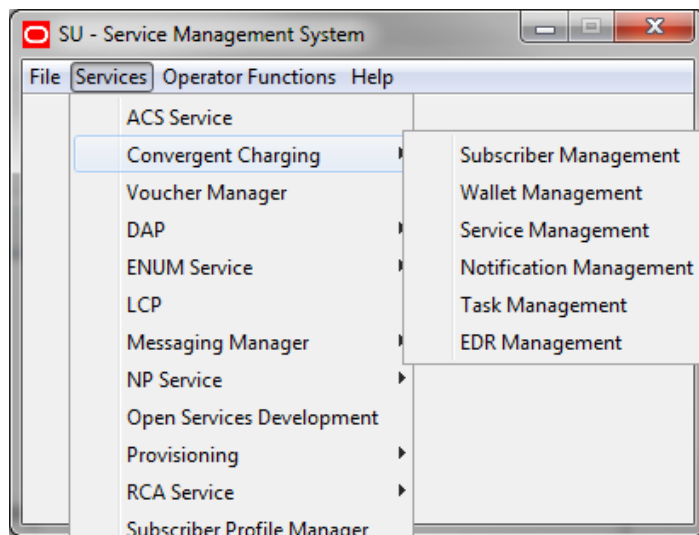 SU - Service Management System
File Services Operator Functions Help
ACS Service
Convergent Charging
Voucher Manager
DAP
ENUM Service
LCP
Messaging Manager
NP Service
Open Services Development
Provisioning
RCA Service
Subscriber Profile Manager
Subscriber Management
Wallet Management
Service Management
Notification Management
Task Management
EDR Management